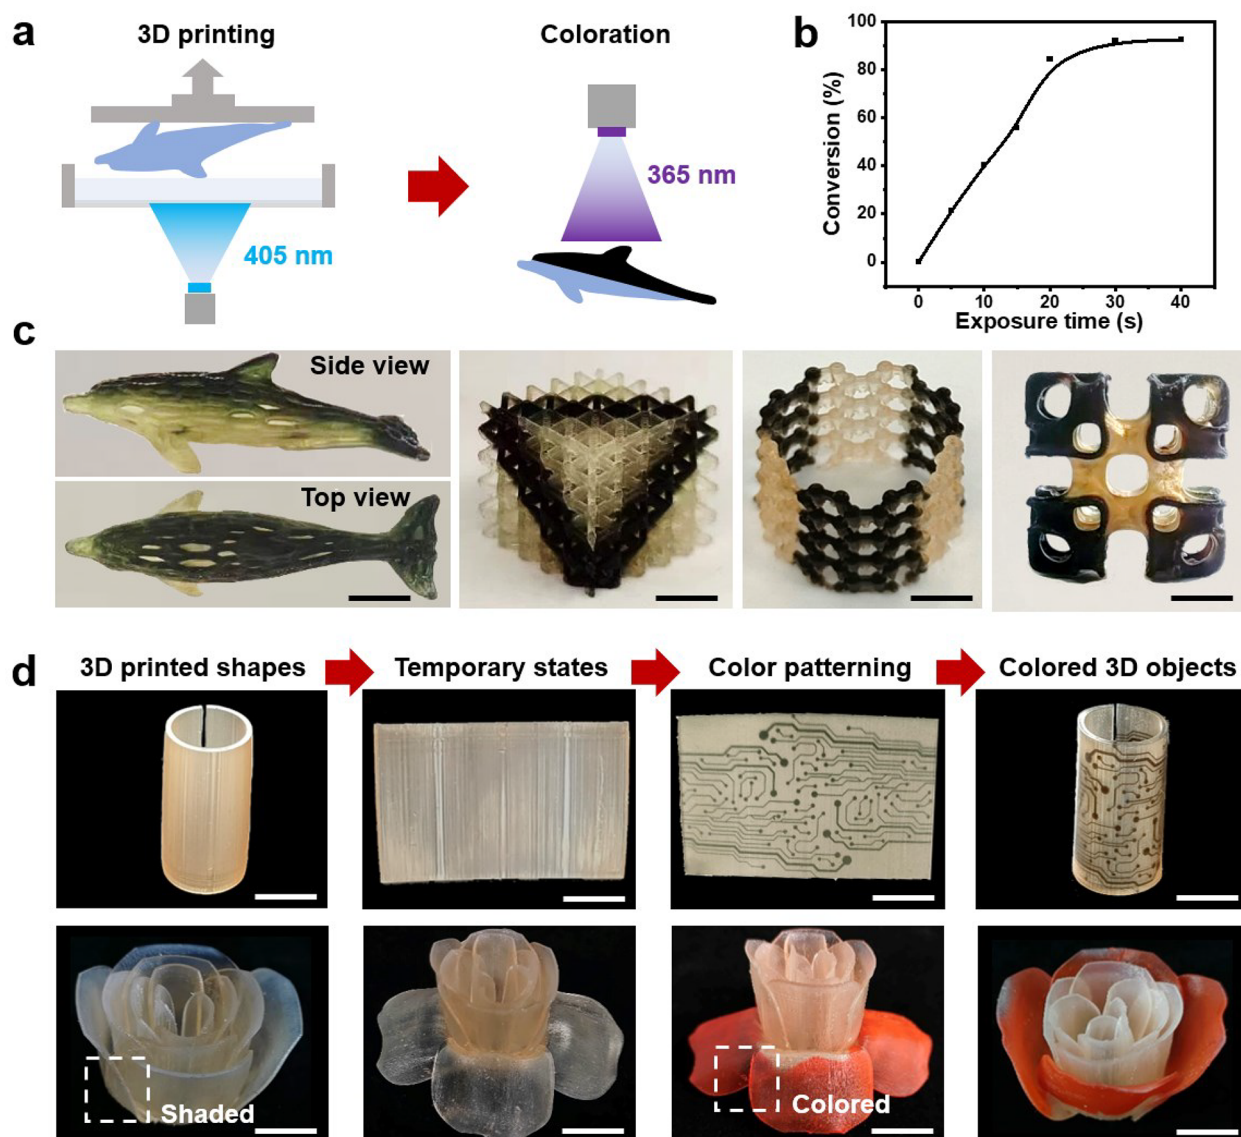 a
3D printing
Coloration
405 nm
365 nm
b
Conversion (%)
100
80
60
40
20
0
0 10 20 30 40
Exposure time (s)
c
Side view
Top view
d
3D printed shapes
Temporary states
Color patterning
Colored 3D objects
Shaded
Colored